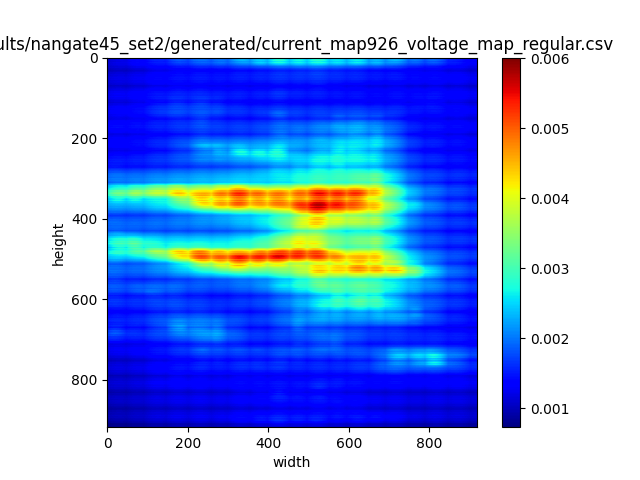 ults/nangate45_set2/generated/current_map926_voltage_map_regular.csv
0
200
400
600
800
height
0 200 400 600 800
width
0.006
0.005
0.004
0.003
0.002
0.001